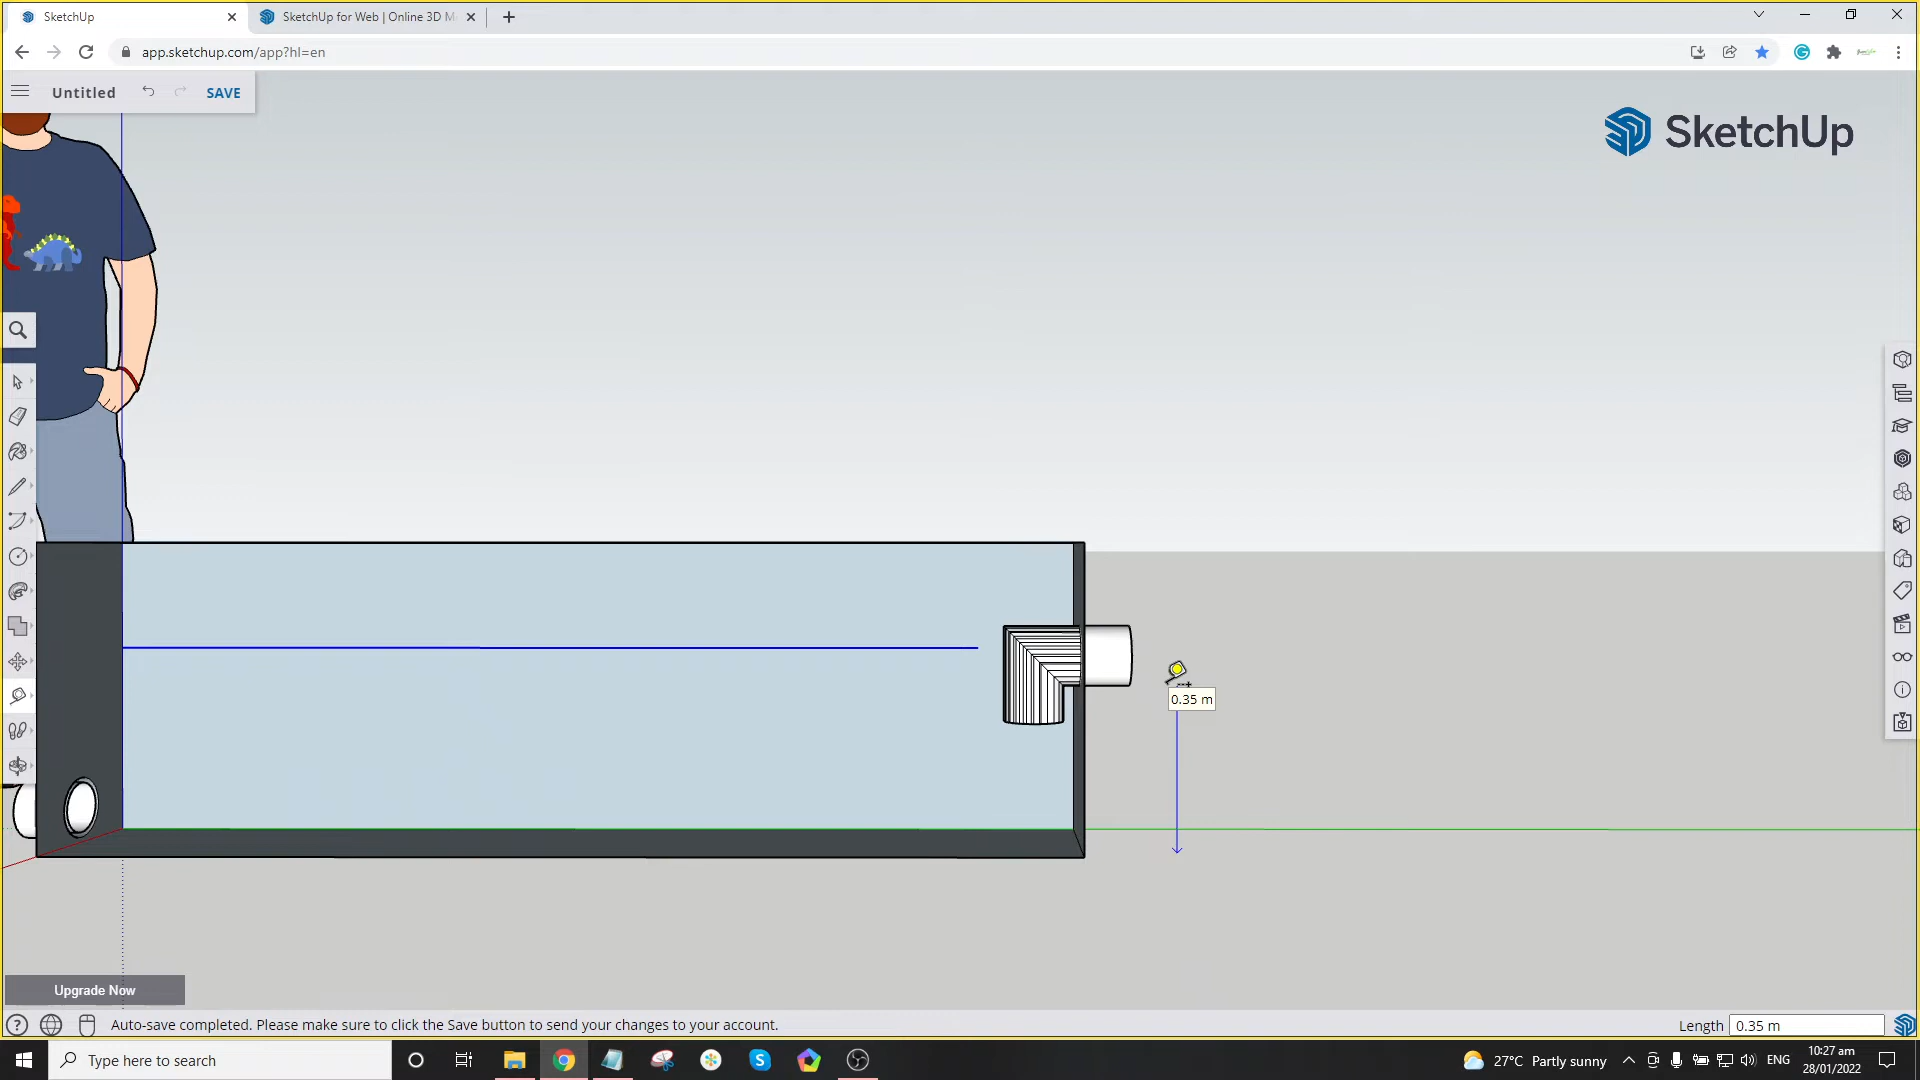 SketchUp
SketchUp for Web | Online 3D M
app.sketchup.com/app?hl=en
Untitled
SAVE
SketchUp
0.35 m
Upgrade Now
Auto-save completed. Please make sure to click the Save button to send your changes to your account.
Length 0.35 m
Type here to search
27°C Partly sunny
ENG
10:27 am
28/01/2022